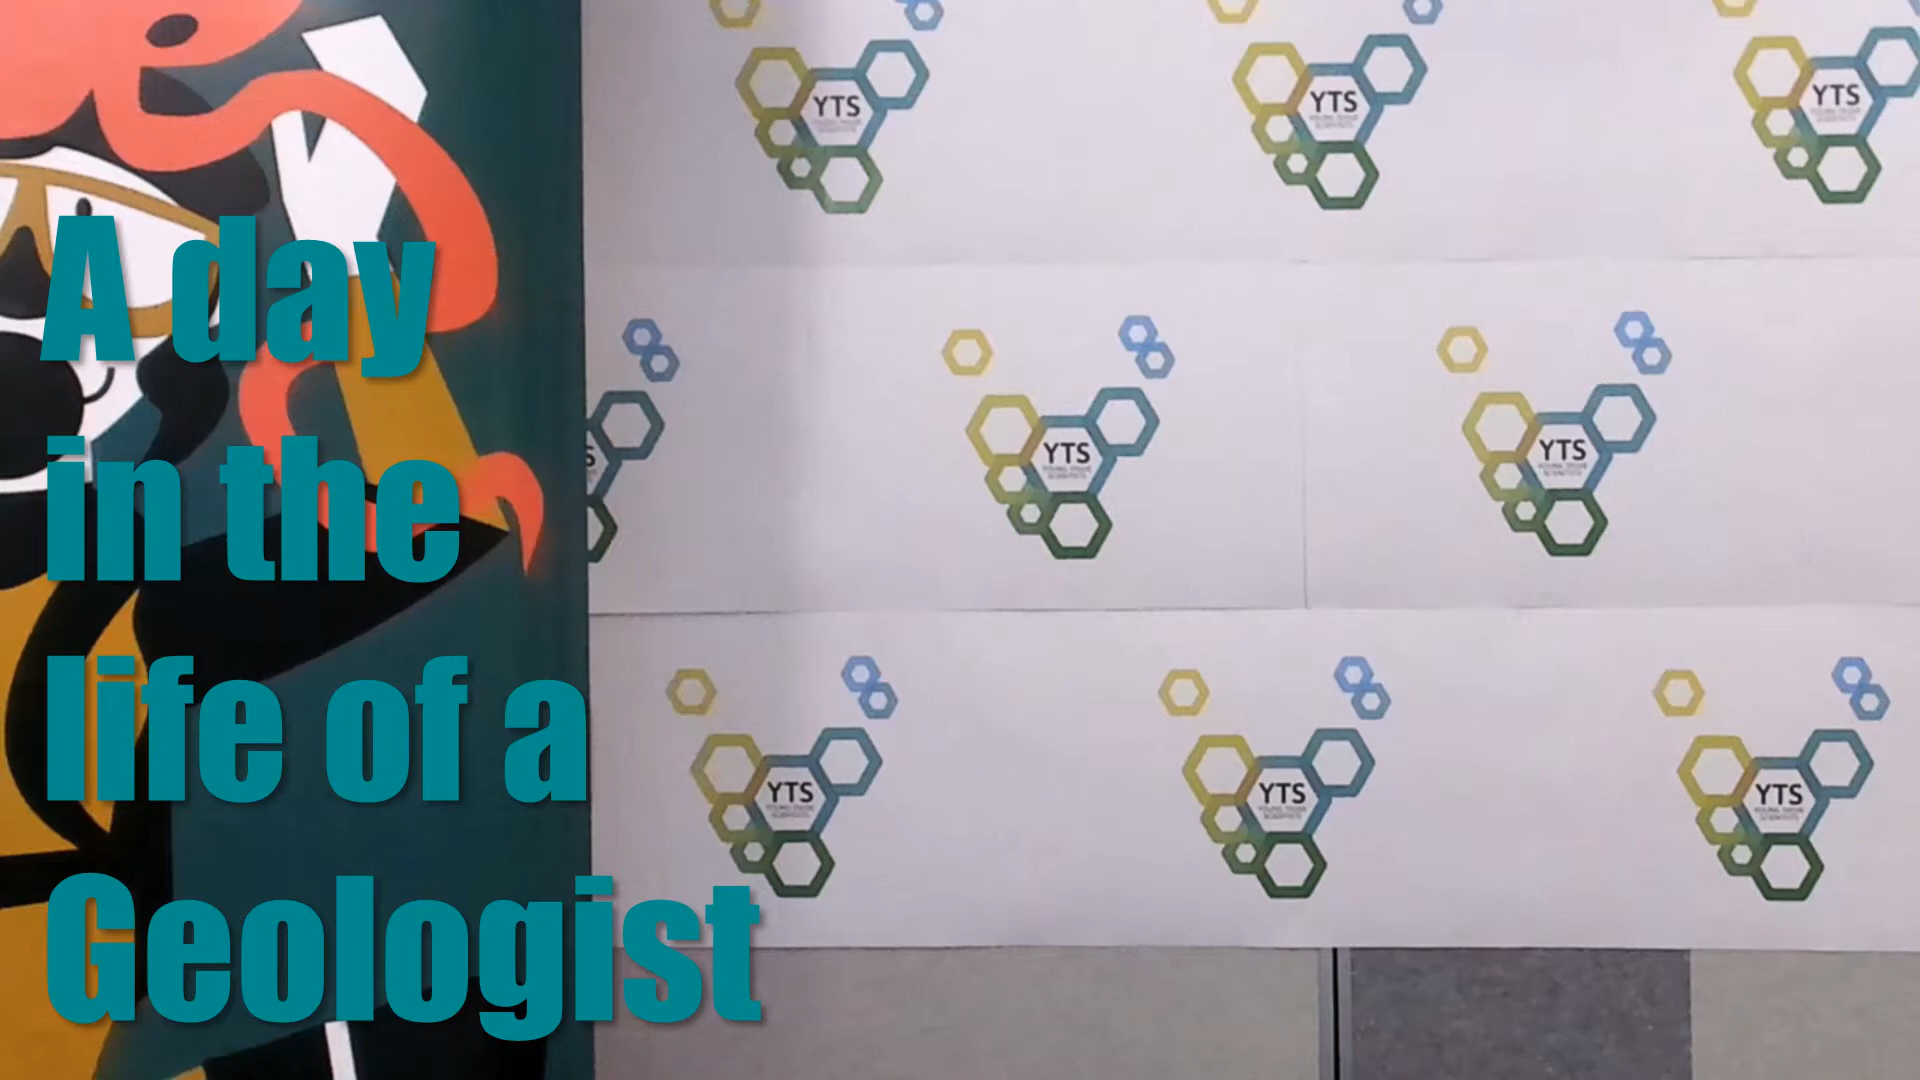 A day
in the
life of a
Geologist
YTS
YTS
YTS
YTS
YTS
YTS
YTS
YTS